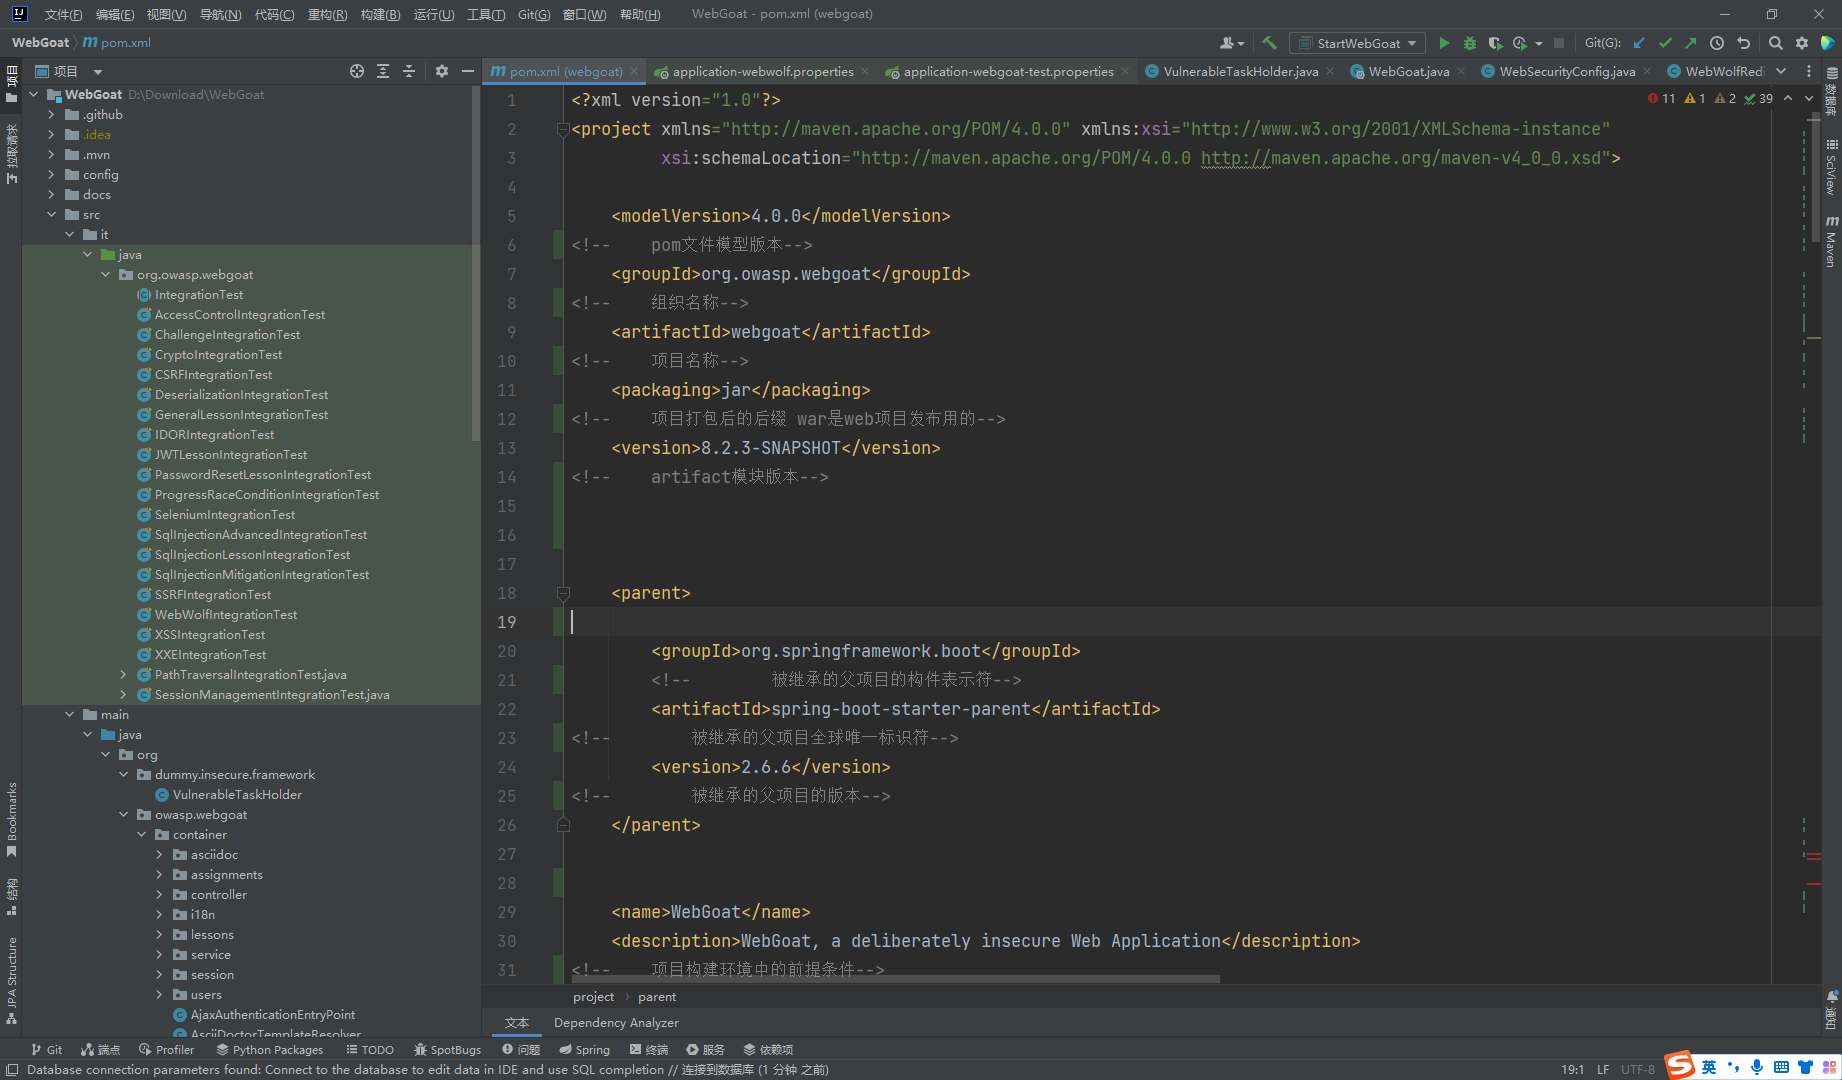 文件(F) 编辑(E) 视图(V) 导航(N) 代码(C) 重构(R) 构建(B) 运行(U) 工具(T) Git(G) 窗口(W) 帮助(H) WebGoat - pom.xml (webgoat)
WebGoat pom.xml StartWebGoat Git(G):
项目
pom.xml (webgoat) application-webwolf.properties application-webgoat-test.properties VulnerableTaskHolder.java WebGoat.java WebSecurityConfig.java WebWolfRedi
项目
拉取请求
Bookmarks
结构
JPA Structure
WebGoat D:\Download\WebGoat
.github
.idea
.mvn
config
docs
src
it
java
org.owasp.webgoat
IntegrationTest
AccessControlIntegrationTest
ChallengeIntegrationTest
CryptoIntegrationTest
CSRFIntegrationTest
DeserializationIntegrationTest
GeneralLessonIntegrationTest
IDORIntegrationTest
JWTLessonIntegrationTest
PasswordResetLessonIntegrationTest
ProgressRaceConditionIntegrationTest
SeleniumIntegrationTest
SqlInjectionAdvancedIntegrationTest
SqlInjectionLessonIntegrationTest
SqlInjectionMitigationIntegrationTest
SSRFIntegrationTest
WebWolfIntegrationTest
XSSIntegrationTest
XXEIntegrationTest
PathTraversalIntegrationTest.java
SessionManagementIntegrationTest.java
main
java
org
dummy.insecure.framework
VulnerableTaskHolder
owasp.webgoat
container
asciidoc
assignments
controller
i18n
lessons
service
session
users
AjaxAuthenticationEntryPoint
AsciiDoctorTemplateResolver
11 1 2 39
1 <?xml version="1.0"?>
2 <project xmlns="http://maven.apache.org/POM/4.0.0" xmlns:xsi="http://www.w3.org/2001/XMLSchema-instance"
3 xsi:schemaLocation="http://maven.apache.org/POM/4.0.0 http://maven.apache.org/maven-v4_0_0.xsd">
4
5 <modelVersion>4.0.0</modelVersion>
6 <!-- pom文件模型版本-->
7 <groupId>org.owasp.webgoat</groupId>
8 <!-- 组织名称-->
9 <artifactId>webgoat</artifactId>
10 <!-- 项目名称-->
11 <packaging>jar</packaging>
12 <!-- 项目打包后的后缀 war是web项目发布用的-->
13 <version>8.2.3-SNAPSHOT</version>
14 <!-- artifact模块版本-->
15
16
17
18 <parent>
19
20 <groupId>org.springframework.boot</groupId>
21 <!-- 被继承的父项目的构件表示符-->
22 <artifactId>spring-boot-starter-parent</artifactId>
23 <!-- 被继承的父项目全球唯一标识符-->
24 <version>2.6.6</version>
25 <!-- 被继承的父项目的版本-->
26 </parent>
27
28
29 <name>WebGoat</name>
30 <description>WebGoat, a deliberately insecure Web Application</description>
31 <!-- 项目构建环境中的前提条件-->
project parent
文本 Dependency Analyzer
数据库
SciView
m Maven
通知
Git 端点 Profiler Python Packages TODO SpotBugs 问题 Spring 终端 服务 依赖项
Database connection parameters found: Connect to the database to edit data in IDE and use SQL completion // 连接到数据库 (1 分钟 之前) 19:1 LF UTF-8
英